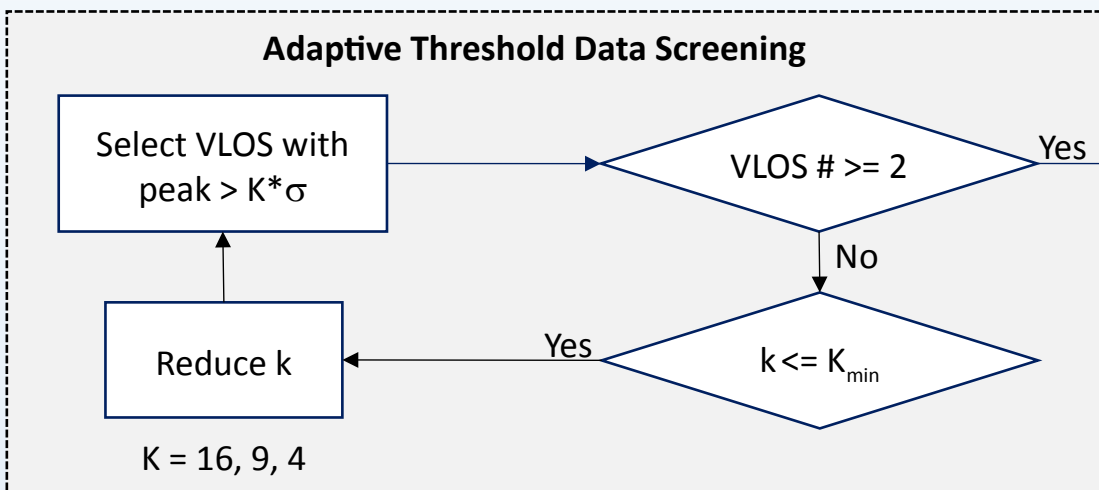 Adaptive Threshold Data Screening
Select VLOS with
peak > K*σ
VLOS # >= 2
Yes
No
k <= Kmin
Yes
Reduce k
K = 16, 9, 4